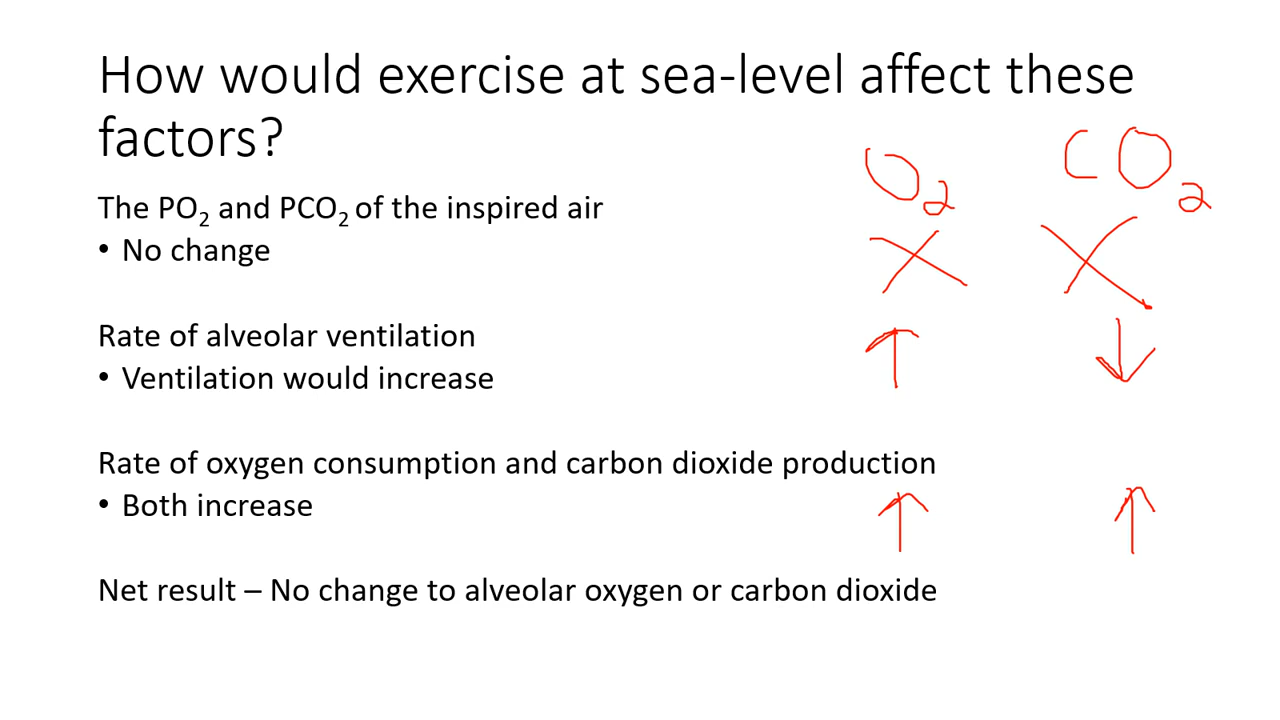 How would exercise at sea-level affect these
factors?
O2 CO2
The PO2 and PCO2 of the inspired air
• No change
Rate of alveolar ventilation
• Ventilation would increase
Rate of oxygen consumption and carbon dioxide production
• Both increase
Net result – No change to alveolar oxygen or carbon dioxide